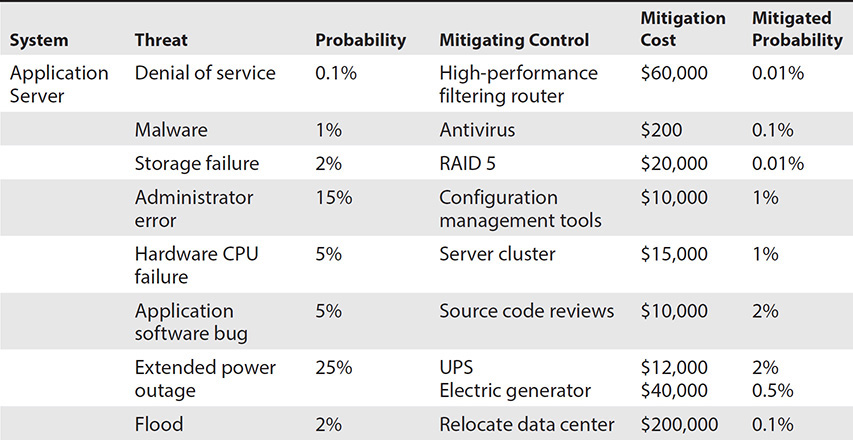 System Threat Probability Mitigating Control Mitigation Cost Mitigated Probability
Application Server Denial of service 0.1% High-performance filtering router $60,000 0.01%
Malware 1% Antivirus $200 0.1%
Storage failure 2% RAID 5 $20,000 0.01%
Administrator error 15% Configuration management tools $10,000 1%
Hardware CPU failure 5% Server cluster $15,000 1%
Application software bug 5% Source code reviews $10,000 2%
Extended power outage 25% UPS $12,000 2%
Electric generator $40,000 0.5%
Flood 2% Relocate data center $200,000 0.1%